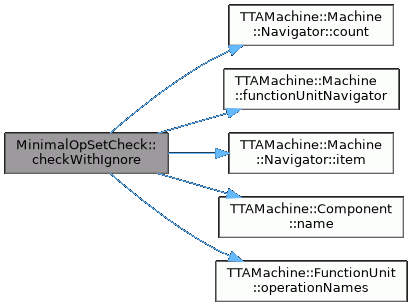 TTAMachine::Machine
::Navigator::count
TTAMachine::Machine
::functionUnitNavigator
MinimalOpSetCheck::
checkWithIgnore
TTAMachine::Machine
::Navigator::item
TTAMachine::Component
::name
TTAMachine::FunctionUnit
::operationNames